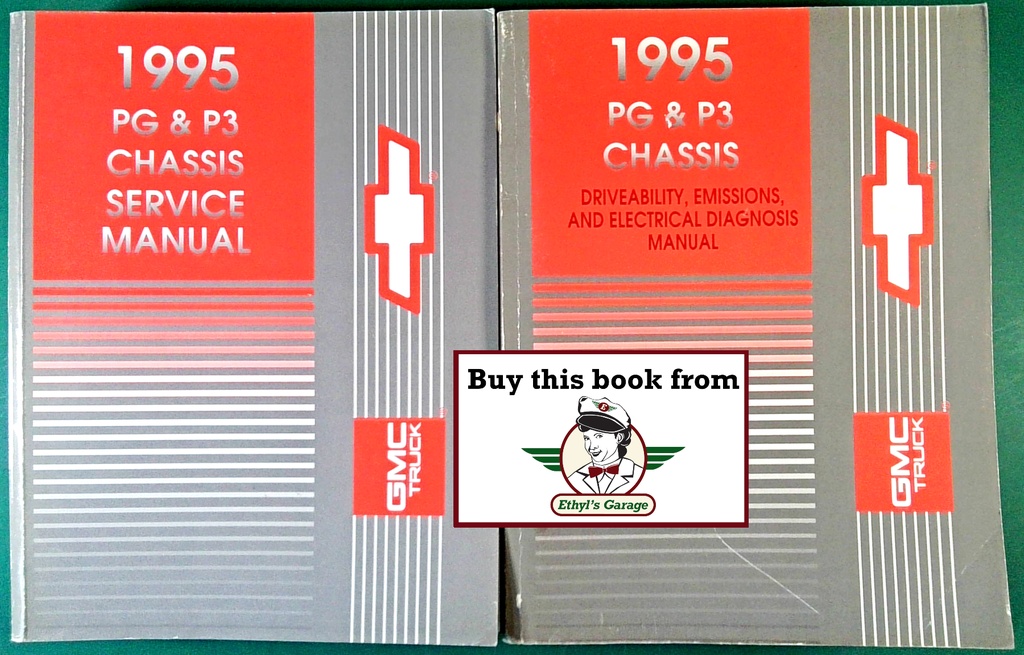 1995
PG & P3
CHASSIS
SERVICE
MANUAL
®
GMC
TRUCK
®
1995
PG & P3
CHASSIS
DRIVEABILITY, EMISSIONS,
AND ELECTRICAL DIAGNOSIS
MANUAL
®
GMC
TRUCK
®
Buy this book from
E
Ethyl's Garage